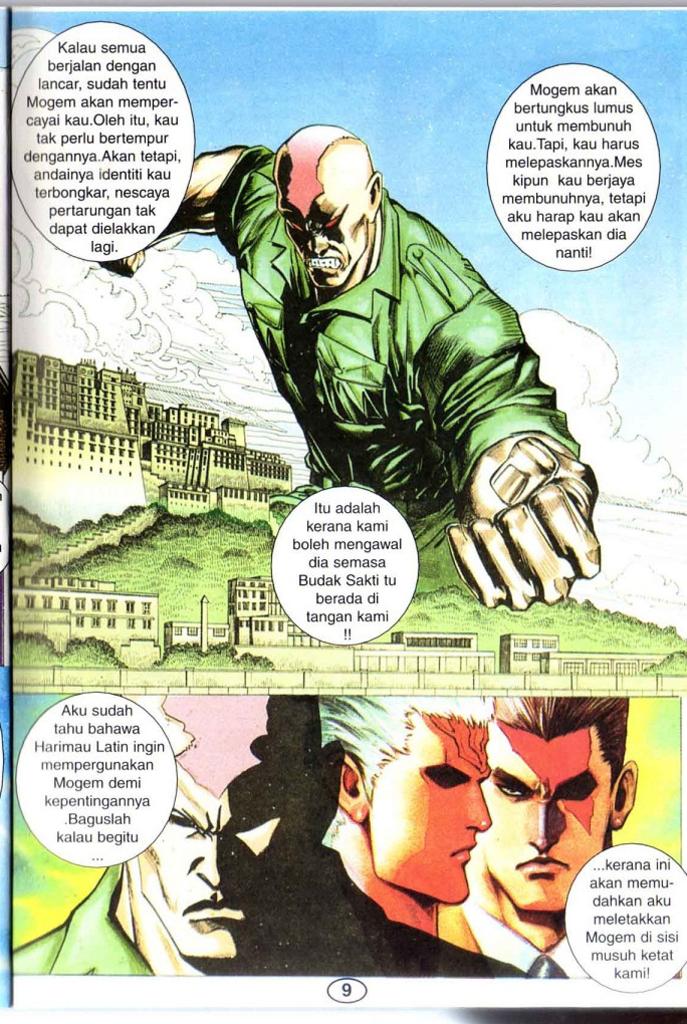 Kalau semua
berjalan dengan
lancar, sudah tentu
Mogem akan memper-
cayai kau.Oleh itu, kau
tak perlu bertempur
dengannya.Akan tetapi,
andainya identiti kau
terbongkar, nescaya
pertarungan tak
dapat dielakkan
lagi.
Mogem akan
bertungkus lumus
untuk membunuh
kau.Tapi, kau harus
melepaskannya.Mes
kipun kau berjaya
membunuhnya, tetapi
aku harap kau akan
melepaskan dia
nanti!
Itu adalah
kerana kami
boleh mengawal
dia semasa
Budak Sakti tu
berada di
tangan kami
!!
Aku sudah
tahu bahawa
Harimau Latin ingin
mempergunakan
Mogem demi
kepentingannya
.Baguslah
kalau begitu
...
...kerana ini
akan memu-
dahkan aku
meletakkan
Mogem di sisi
musuh ketat
kami!
9